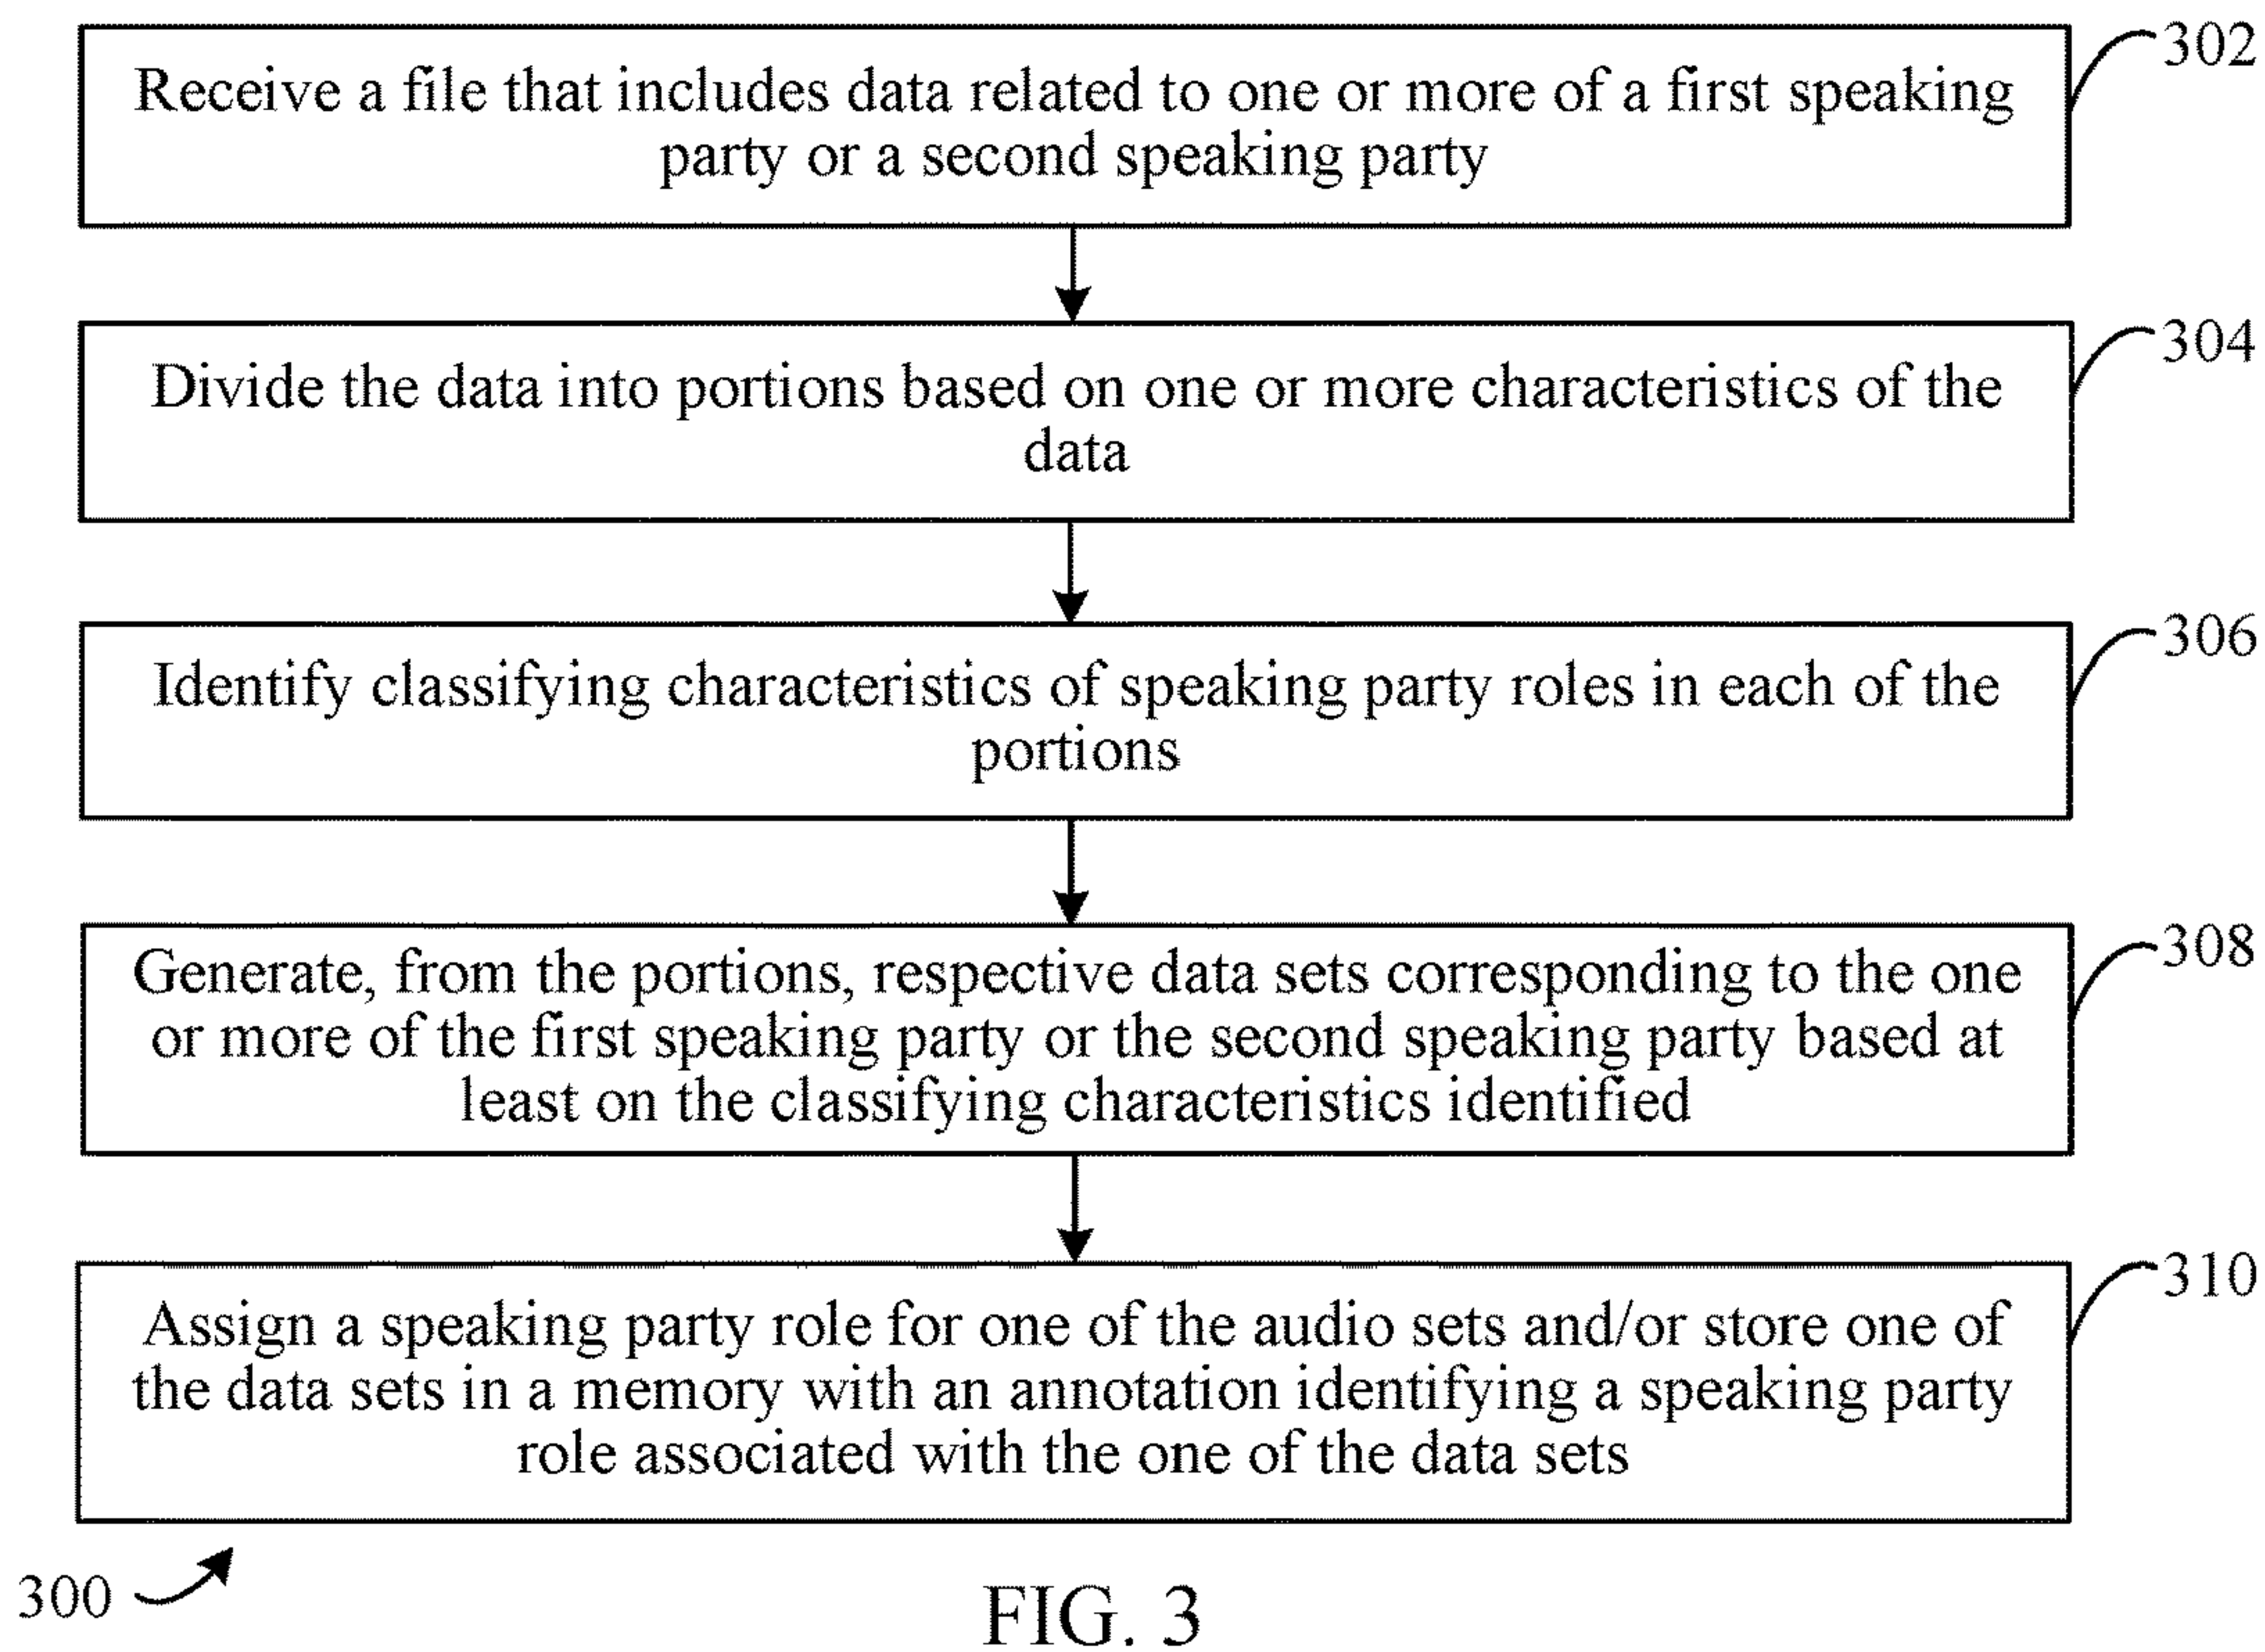 302
Receive a file that includes data related to one or more of a first speaking
party or a second speaking party
304
Divide the data into portions based on one or more characteristics of the
data
306
Identify classifying characteristics of speaking party roles in each of the
portions
308
Generate, from the portions, respective data sets corresponding to the one
or more of the first speaking party or the second speaking party based at
least on the classifying characteristics identified
310
Assign a speaking party role for one of the audio sets and/or store one of
the data sets in a memory with an annotation identifying a speaking party
role associated with the one of the data sets
300
FIG. 3